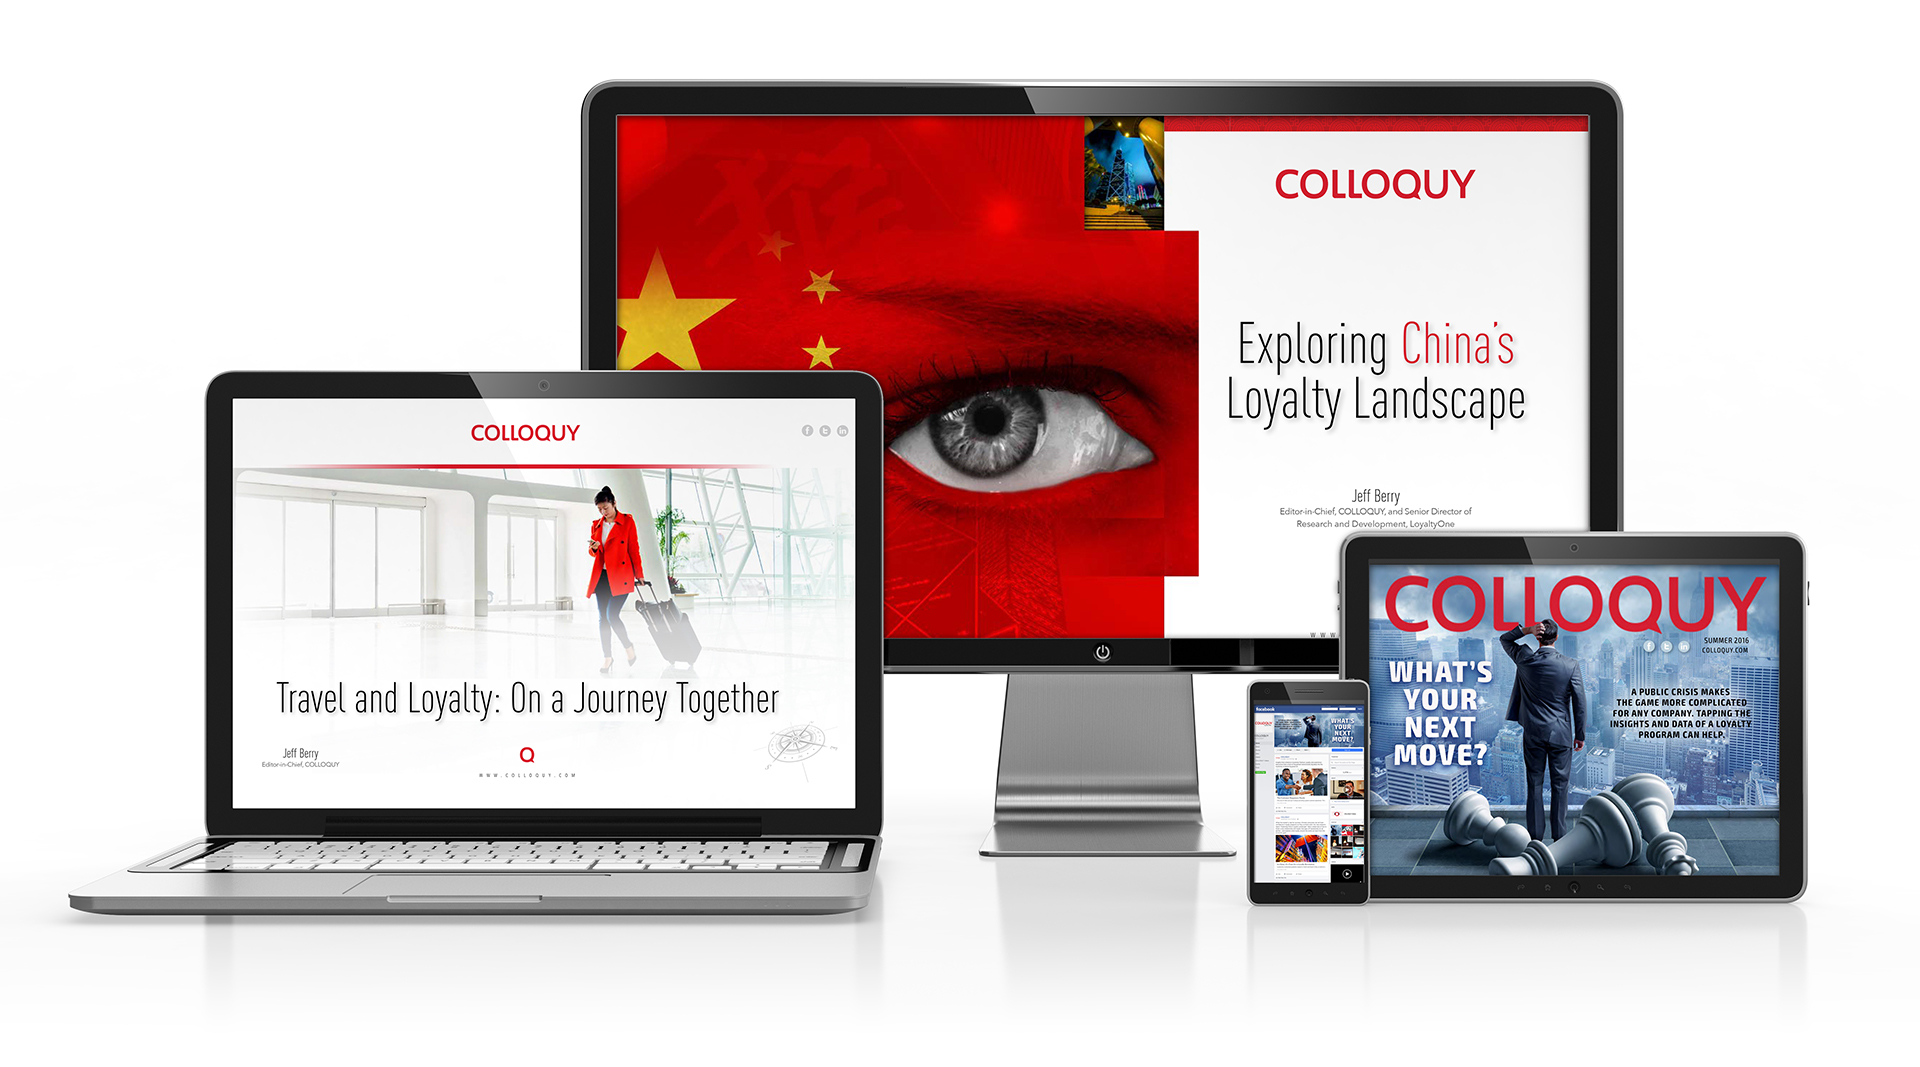 COLLOQUY
Exploring China's
Loyalty Landscape
Jeff Berry
Editor-in-Chief, COLLOQUY, and Senior Director of
Research and Development, LoyaltyOne
COLLOQUY
Travel and Loyalty: On a Journey Together
Jeff Berry
Editor-in-Chief, COLLOQUY
Q
WWW.COLLOQUY.COM
COLLOQUY
SUMMER 2016
COLLOQUY.COM
WHAT'S
YOUR
NEXT
MOVE?
A PUBLIC CRISIS MAKES
THE GAME MORE COMPLICATED
FOR ANY COMPANY. TAPPING THE
INSIGHTS AND DATA OF A LOYALTY
PROGRAM CAN HELP.
facebook
COLLOQUY
WHAT'S
YOUR
NEXT
MOVE?